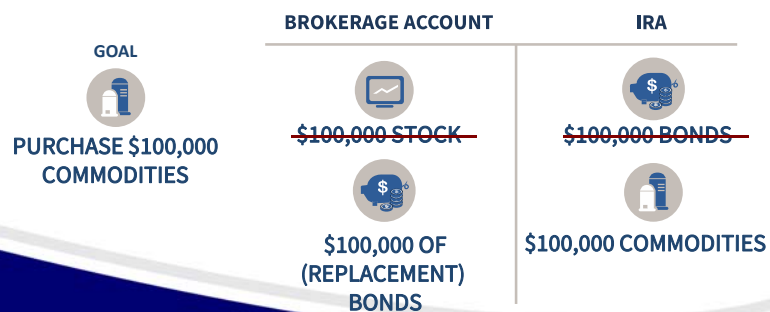 GOAL
PURCHASE $100,000
COMMODITIES
BROKERAGE ACCOUNT
$100,000 STOCK
$
$100,000 OF
(REPLACEMENT)
BONDS
IRA
$
$100,000 BONDS
$100,000 COMMODITIES